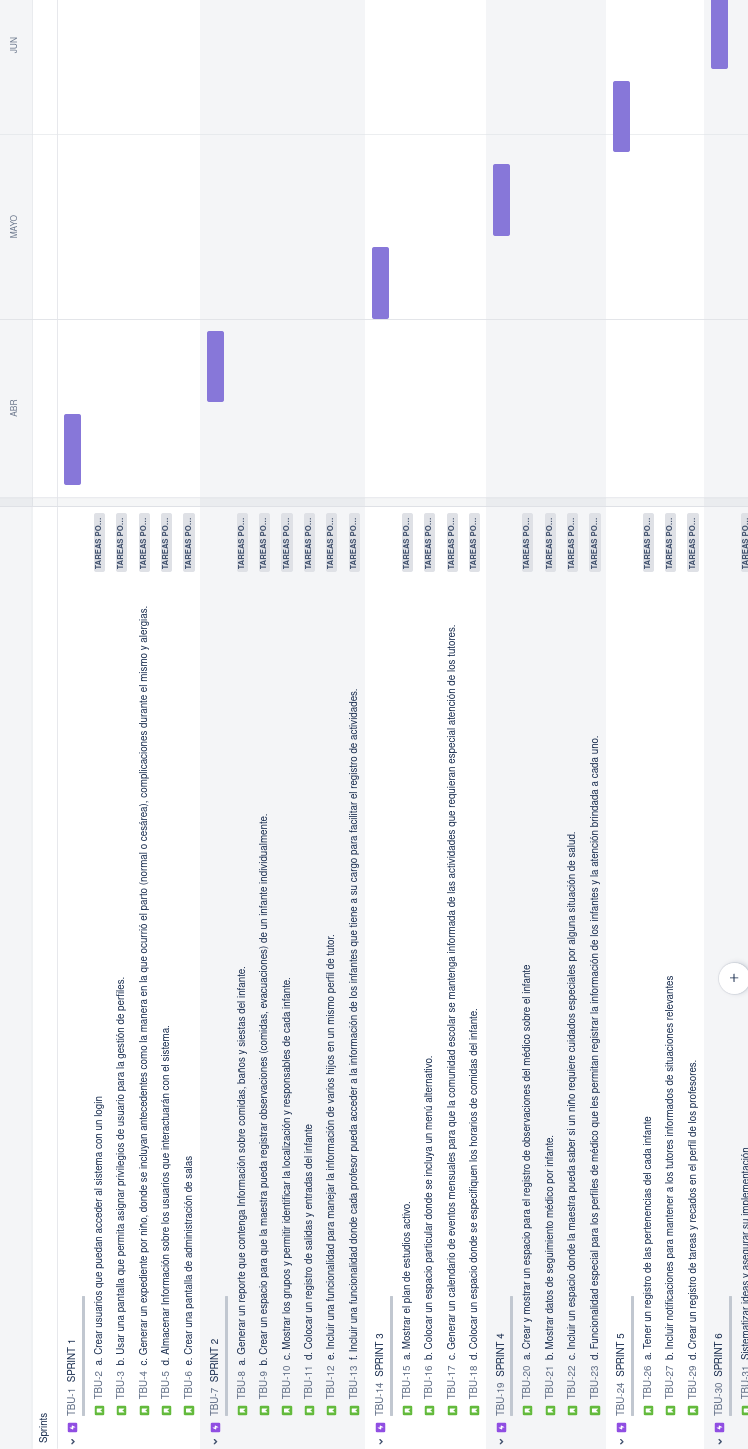 Sprints
ABR
MAYO
JUN
TBU-1 SPRINT 1
TBU-2 a. Crear usuarios que puedan acceder al sistema con un login TAREAS PO...
TBU-3 b. Usar una pantalla que permita asignar privilegios de usuario para la gestión de perfiles. TAREAS PO...
TBU-4 c. Generar un expediente por niño, donde se incluyan antecedentes como la manera en la que ocurrió el parto (normal o cesárea), complicaciones durante el mismo y alergias. TAREAS PO...
TBU-5 d. Almacenar Información sobre los usuarios que interactuarán con el sistema. TAREAS PO...
TBU-6 e. Crear una pantalla de administración de salas TAREAS PO...
TBU-7 SPRINT 2
TBU-8 a. Generar un reporte que contenga Información sobre comidas, baños y siestas del infante. TAREAS PO...
TBU-9 b. Crear un espacio para que la maestra pueda registrar observaciones (comidas, evacuaciones) de un infante individualmente. TAREAS PO...
TBU-10 c. Mostrar los grupos y permitir identificar la localización y responsables de cada infante. TAREAS PO...
TBU-11 d. Colocar un registro de salidas y entradas del infante TAREAS PO...
TBU-12 e. Incluir una funcionalidad para manejar la información de varios hijos en un mismo perfil de tutor. TAREAS PO...
TBU-13 f. Incluir una funcionalidad donde cada profesor pueda acceder a la información de los infantes que tiene a su cargo para facilitar el registro de actividades. TAREAS PO...
TBU-14 SPRINT 3
TBU-15 a. Mostrar el plan de estudios activo. TAREAS PO...
TBU-16 b. Colocar un espacio particular donde se incluya un menú alternativo. TAREAS PO...
TBU-17 c. Generar un calendario de eventos mensuales para que la comunidad escolar se mantenga informada de las actividades que requieran especial atención de los tutores. TAREAS PO...
TBU-18 d. Colocar un espacio donde se especifiquen los horarios de comidas del infante. TAREAS PO...
TBU-19 SPRINT 4
TBU-20 a. Crear y mostrar un espacio para el registro de observaciones del médico sobre el infante TAREAS PO...
TBU-21 b. Mostrar datos de seguimiento médico por infante. TAREAS PO...
TBU-22 c. Incluir un espacio donde la maestra pueda saber si un niño requiere cuidados especiales por alguna situación de salud. TAREAS PO...
TBU-23 d. Funcionalidad especial para los perfiles de médico que les permitan registrar la información de los infantes y la atención brindada a cada uno. TAREAS PO...
TBU-24 SPRINT 5
TBU-26 a. Tener un registro de las pertenencias del cada infante TAREAS PO...
TBU-27 b. Incluir notificaciones para mantener a los tutores informados de situaciones relevantes TAREAS PO...
TBU-29 d. Crear un registro de tareas y recados en el perfil de los profesores. TAREAS PO...
TBU-30 SPRINT 6
TBU-31 Sistematizar ideas y asegurar su implementación TAREAS PO...